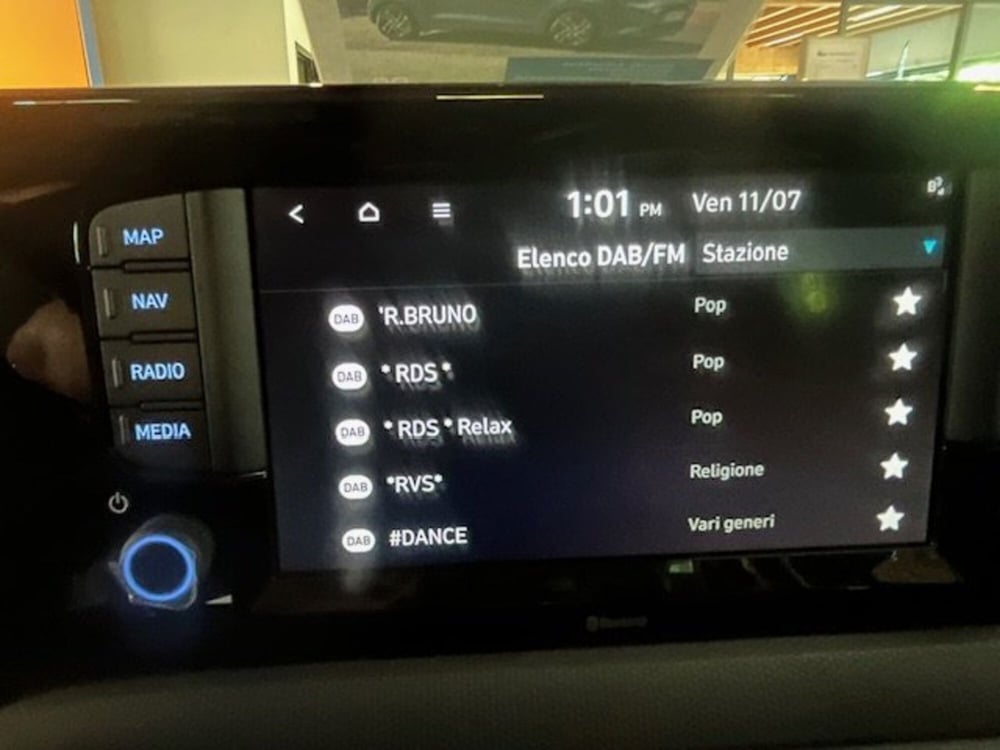 1:01 PM Ven 11/07
Elenco DAB/FM Stazione
MAP
NAV
RADIO
MEDIA
DAB 'R.BRUNO Pop
DAB * RDS * Pop
DAB * RDS * Relax Pop
DAB *RVS* Religione
DAB #DANCE Vari generi